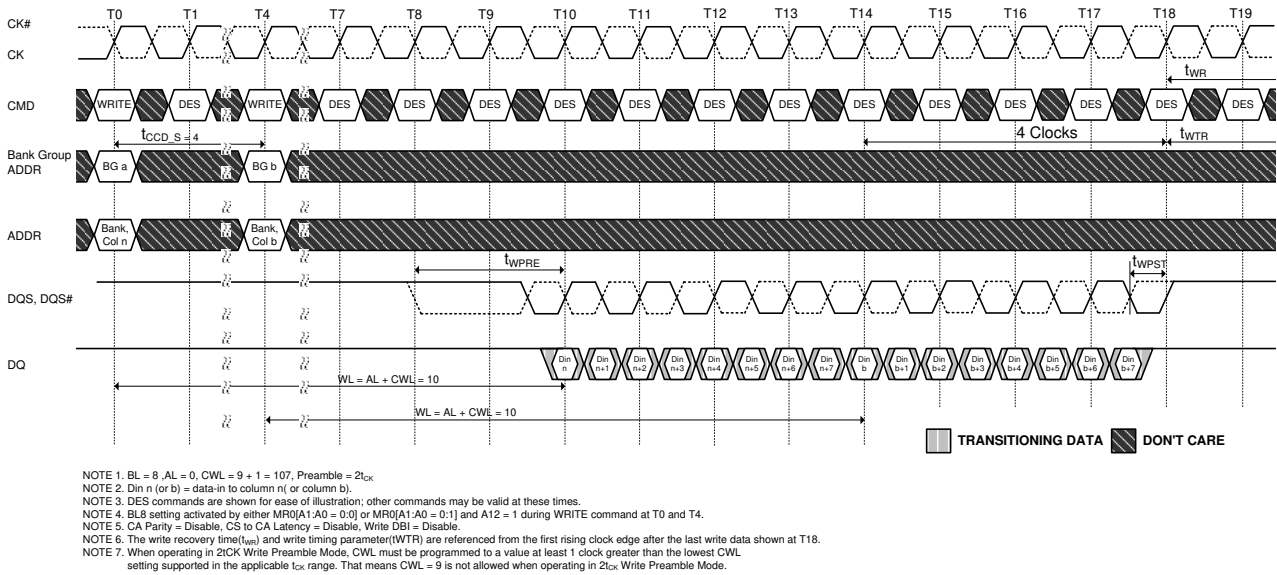 T0 T1 T4 T7 T8 T9 T10 T11 T12 T13 T14 T15 T16 T17 T18 T19
CK#
CK
tWR
CMD
WRITE DES WRITE DES DES DES DES DES DES DES DES DES DES DES DES DES
tCCD_S = 4
4 Clocks
tWTR
Bank Group
ADDR
BG a BG b
ADDR
Bank, Bank,
Col n Col b
tWPRE
tWPST
DQS, DQS#
DQ
Din Din Din Din Din Din Din Din Din Din Din Din Din Din Din Din
n n+1 n+2 n+3 n+4 n+5 n+6 n+7 b b+1 b+2 b+3 b+4 b+5 b+6 b+7
WL = AL + CWL = 10
WL = AL + CWL = 10
TRANSITIONING DATA DON'T CARE
NOTE 1. BL = 8 ,AL = 0, CWL = 9 + 1 = 107, Preamble = 2tCK
NOTE 2. Din n (or b) = data-in to column n( or column b).
NOTE 3. DES commands are shown for ease of illustration; other commands may be valid at these times.
NOTE 4. BL8 setting activated by either MR0[A1:A0 = 0:0] or MR0[A1:A0 = 0:1] and A12 = 1 during WRITE command at T0 and T4.
NOTE 5. CA Parity = Disable, CS to CA Latency = Disable, Write DBI = Disable.
NOTE 6. The write recovery time(tWR) and write timing parameter(tWTR) are referenced from the first rising clock edge after the last write data shown at T18.
NOTE 7. When operating in 2tCK Write Preamble Mode, CWL must be programmed to a value at least 1 clock greater than the lowest CWL
setting supported in the applicable tCK range. That means CWL = 9 is not allowed when operating in 2tCK Write Preamble Mode.